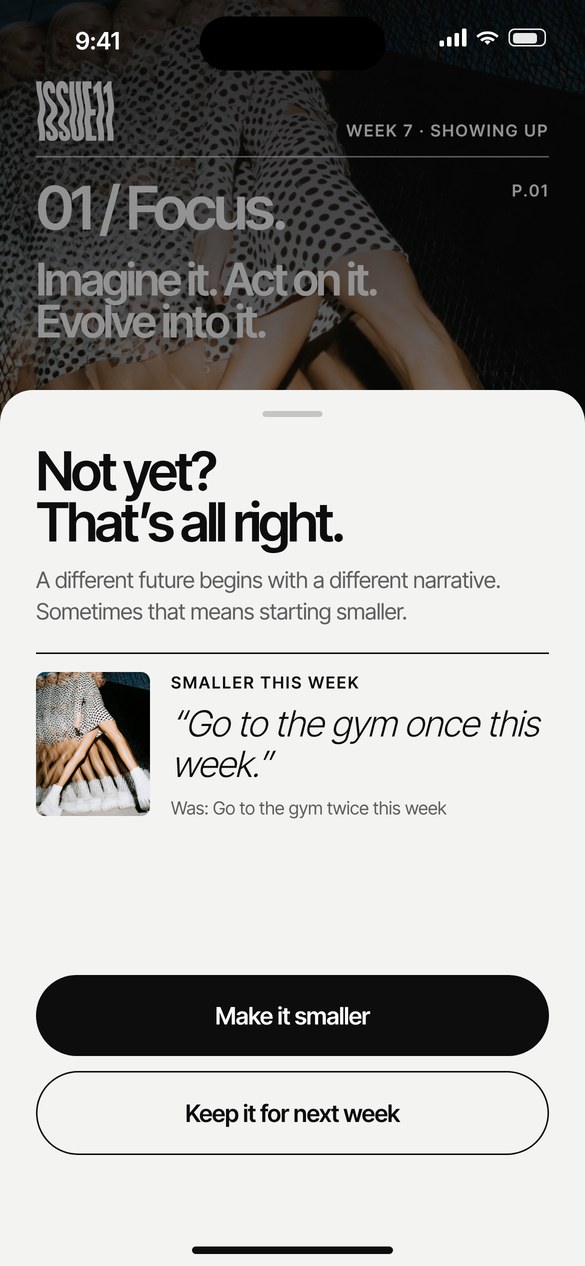 9:41
ISSUE11
WEEK 7 · SHOWING UP
01/Focus.
P.01
Imagine it. Act on it.
Evolve into it.
Not yet?
That’s all right.
A different future begins with a different narrative.
Sometimes that means starting smaller.
SMALLER THIS WEEK
“Go to the gym once this
week.”
Was: Go to the gym twice this week
Make it smaller
Keep it for next week